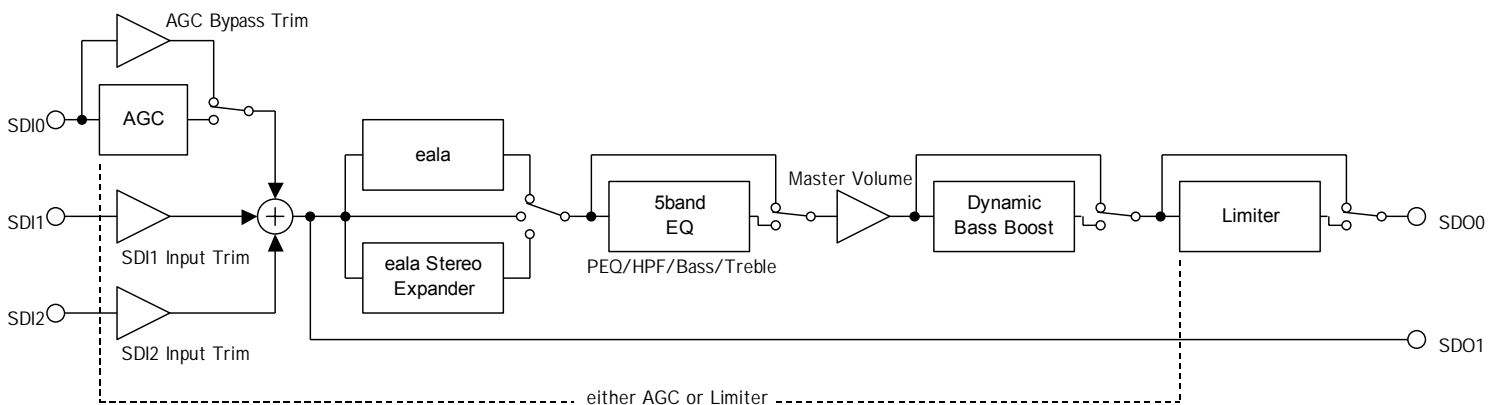 AGC Bypass Trim
SDI0
AGC
eala
SDI1
SDI1 Input Trim
+
eala Stereo
Expander
5band
EQ
PEQ/HPF/Bass/Treble
Master Volume
Dynamic
Bass Boost
Limiter
SDO0
SDI2
SDI2 Input Trim
SDO1
either AGC or Limiter